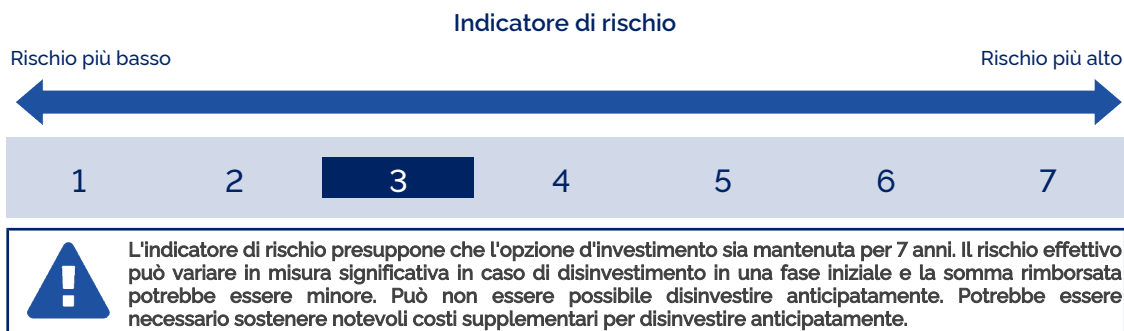 Indicatore di rischio
Rischio più basso Rischio più alto
1 2 3 4 5 6 7
L'indicatore di rischio presuppone che l'opzione d'investimento sia mantenuta per 7 anni. Il rischio effettivo
può variare in misura significativa in caso di disinvestimento in una fase iniziale e la somma rimborsata
potrebbe essere minore. Può non essere possibile disinvestire anticipatamente. Potrebbe essere
necessario sostenere notevoli costi supplementari per disinvestire anticipatamente.